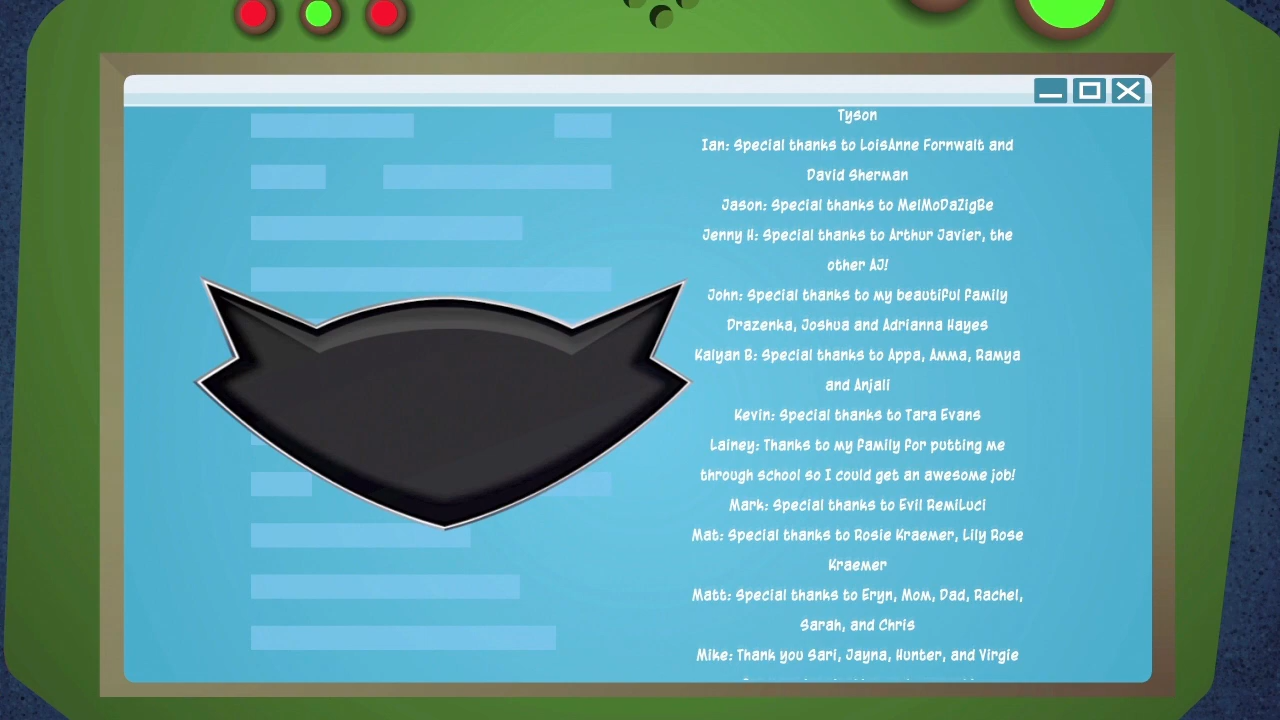 Tyson
Ian: Special thanks to LoisAnne Fornwalt and
David Sherman
Jason: Special thanks to MelMoDaZigBe
Jenny H: Special thanks to Arthur Javier, the
other AJ!
John: Special thanks to my beautiful family
Drazenka, Joshua and Adrianna Hayes
Kalyan B: Special thanks to Appa, Amma, Ramya
and Anjali
Kevin: Special thanks to Tara Evans
Lainey: Thanks to my family for putting me
through school so I could get an awesome job!
Mark: Special thanks to Evil RemiLuci
Mat: Special thanks to Rosie Kraemer, Lily Rose
Kraemer
Matt: Special thanks to Eryn, Mom, Dad, Rachel,
Sarah, and Chris
Mike: Thank you Sari, Jayna, Hunter, and Virgie